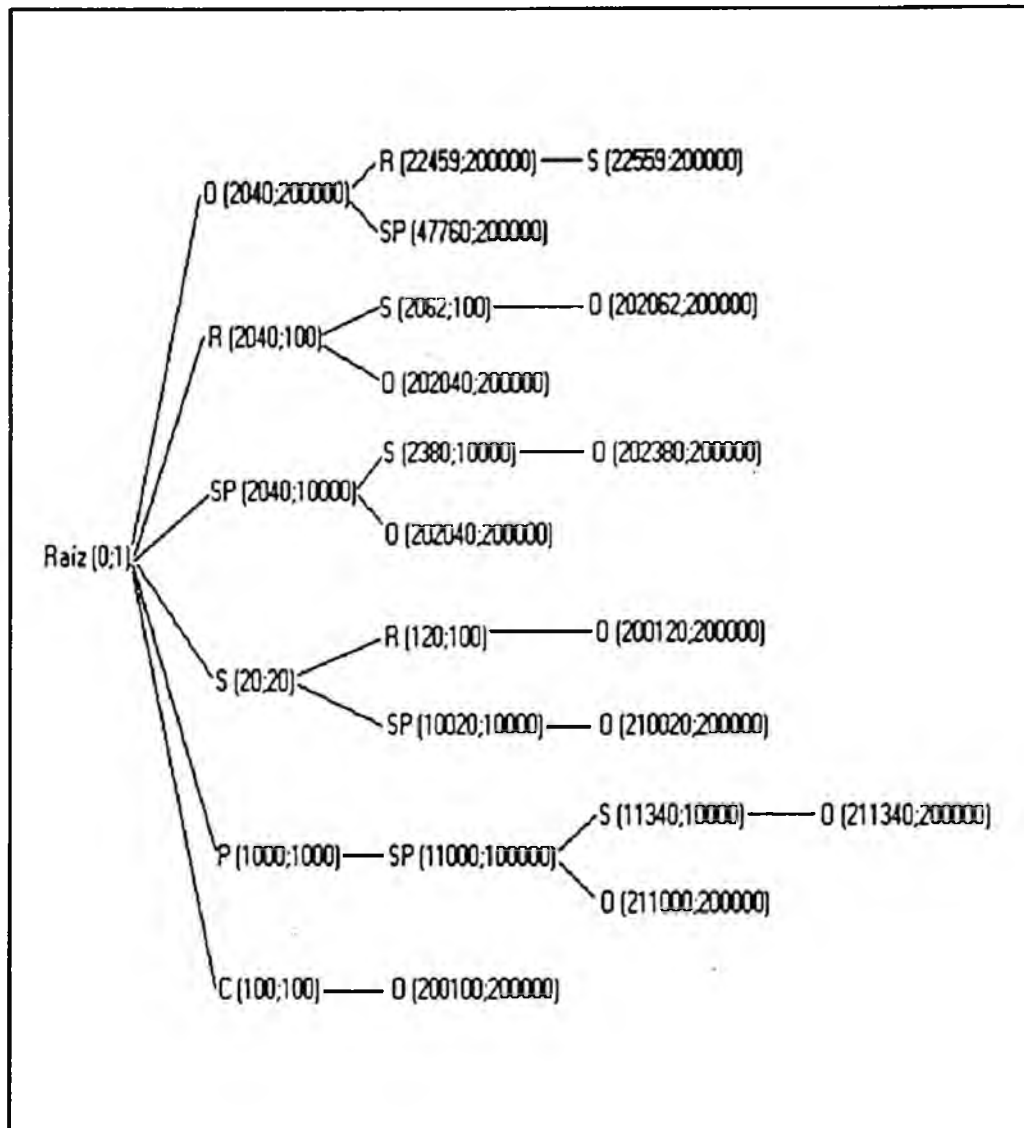 R (22459;200000)
S (22559;200000)
O (2040;200000)
SP (47760;200000)
S (2062;100)
O (202062;200000)
R (2040;100)
O (202040;200000)
S (2380;10000)
O (202380;200000)
SP (2040;10000)
O (202040;200000)
Raiz (0;1)
R (120;100)
O (200120;200000)
S (20;20)
SP (10020;10000)
O (210020;200000)
S (11340;10000)
O (211340;200000)
P (1000;1000)
SP (11000;100000)
O (211000;200000)
C (100;100)
O (200100;200000)